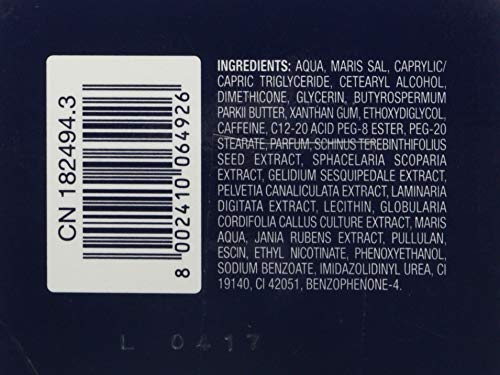 CN 182494.3
8 002410 064926
INGREDIENTS: AQUA, MARIS SAL, CAPRYLIC/
CAPRIC TRIGLYCERIDE, CETEARYL ALCOHOL,
DIMETHICONE, GLYCERIN, BUTYROSPERMUM
PARKII BUTTER, XANTHAN GUM, ETHOXYDIGLYCOL,
CAFFEINE, C12-20 ACID PEG-8 ESTER, PEG-20
STEARATE, PARFUM, SCHINUS TEREBINTHIFOLIUS
SEED EXTRACT, SPHACELARIA SCOPARIA
EXTRACT, GELIDIUM SESQUIPEDALE EXTRACT,
PELVETIA CANALICULATA EXTRACT, LAMINARIA
DIGITATA EXTRACT, LECITHIN, GLOBULARIA
CORDIFOLIA CALLUS CULTURE EXTRACT, MARIS
AQUA, JANIA RUBENS EXTRACT, PULLULAN,
ESCIN, ETHYL NICOTINATE, PHENOXYETHANOL,
SODIUM BENZOATE, IMIDAZOLIDINYL UREA, CI
19140, CI 42051, BENZOPHENONE-4.
L 0417